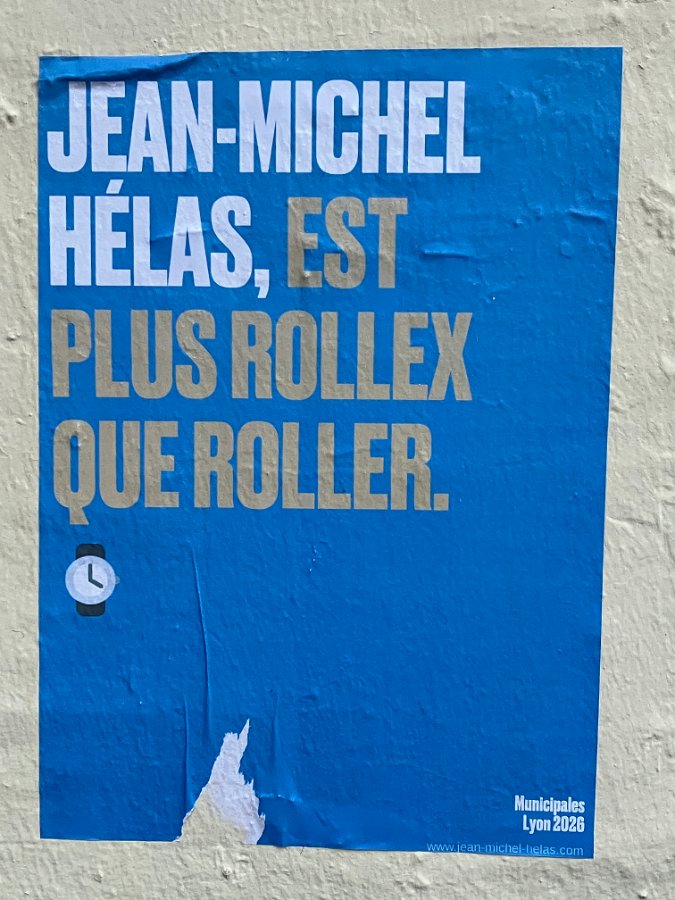 JEAN-MICHEL
HÉLAS, EST
PLUS ROLLEX
QUE ROLLER.
Municipales
Lyon 2026
www.jean-michel-helas.com